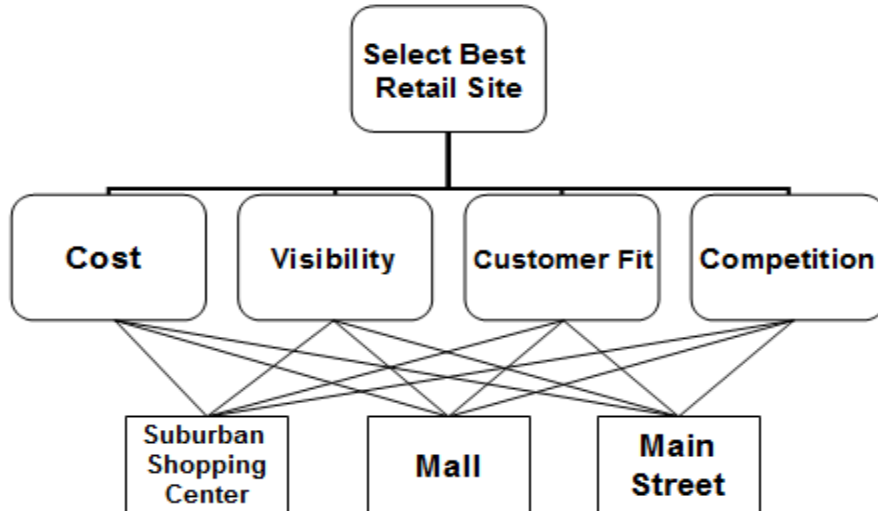 Select Best
Retail Site
Cost
Visibility
Customer Fit
Competition
Suburban
Shopping
Center
Mall
Main
Street